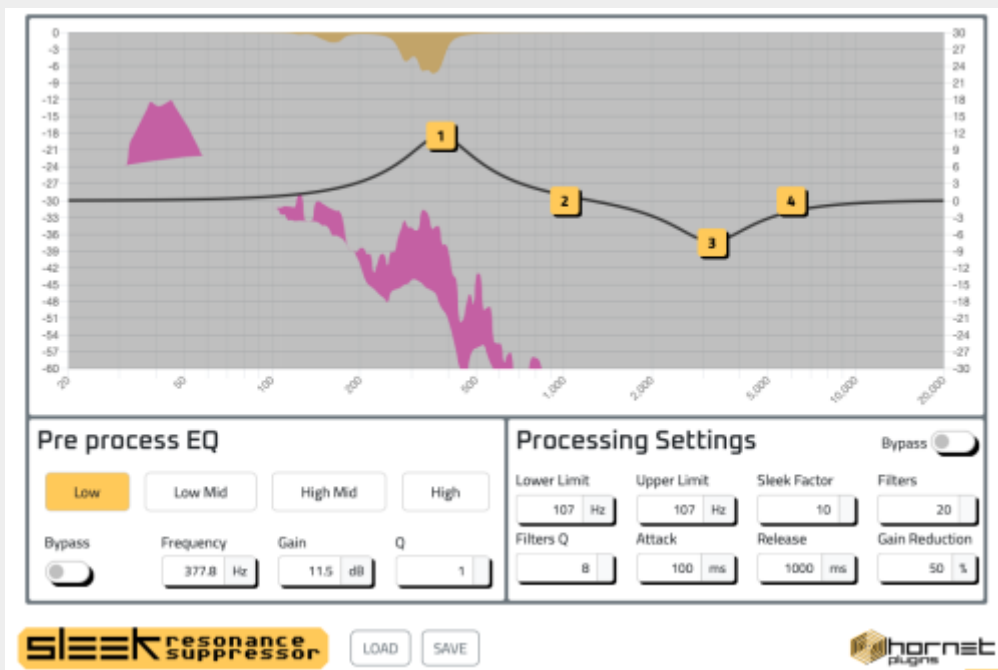 0 30
-3 27
-6 24
-9 21
-12 18
-15 15
-18 12
-21 9
-24 6
-27 3
-30 0
-33 -3
-36 -6
-39 -9
-42 -12
-45 -15
-48 -18
-51 -21
-54 -24
-57 -27
-60 -30
1
2
4
3
20 50 100 200 500 1,000 2,000 5,000 10,000 20,000
Pre process EQ
Low Low Mid High Mid High
Bypass Frequency Gain Q
377.8 Hz 11.5 dB 1
Processing Settings Bypass
Lower Limit Upper Limit Sleek Factor Filters
107 Hz 107 Hz 10 20
Filters Q Attack Release Gain Reduction
8 100 ms 1000 ms 50 %
sleek resonance suppressor
LOAD SAVE
hornet
plugins